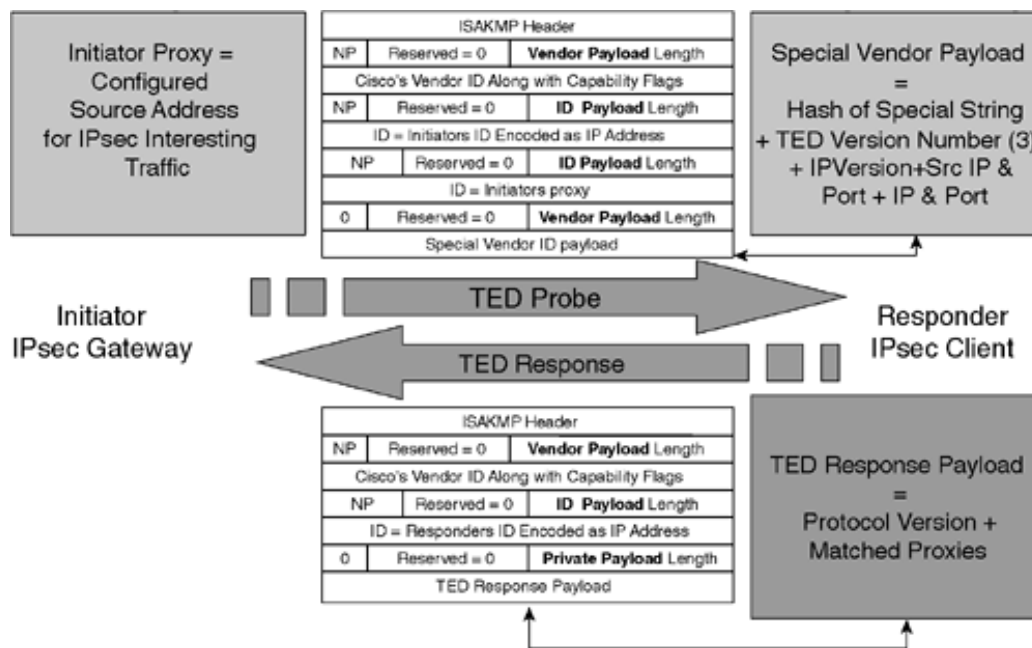 Initiator Proxy =
Configured
Source Address
for IPsec Interesting
Traffic
ISAKMP Header
NP Reserved = 0 Vendor Payload Length
Cisco's Vendor ID Along with Capability Flags
NP Reserved = 0 ID Payload Length
ID = Initiators ID Encoded as IP Address
NP Reserved = 0 ID Payload Length
ID = Initiators proxy
0 Reserved = 0 Vendor Payload Length
Special Vendor ID payload
Special Vendor Payload
=
Hash of Special String
+ TED Version Number (3)
+ IPVersion+Src IP &
Port + IP & Port
Initiator
IPsec Gateway
TED Probe
TED Response
Responder
IPsec Client
ISAKMP Header
NP Reserved = 0 Vendor Payload Length
Cisco's Vendor ID Along with Capability Flags
NP Reserved = 0 ID Payload Length
ID = Responders ID Encoded as IP Address
0 Reserved = 0 Private Payload Length
TED Response Payload
TED Response Payload
=
Protocol Version +
Matched Proxies